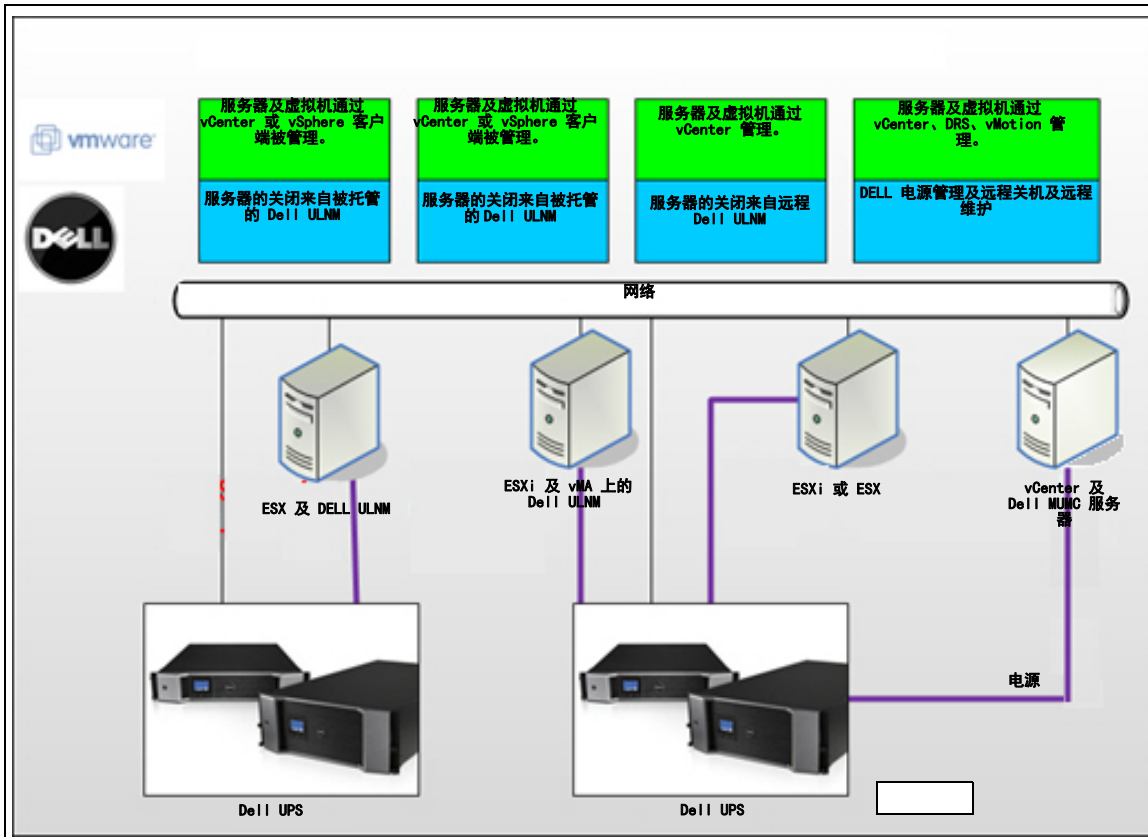 服务器及虚拟机通过
vCenter 或 vSphere 客户
端被管理。
服务器及虚拟机通过
vCenter 或 vSphere 客户
端被管理。
服务器及虚拟机通过
vCenter 管理。
服务器及虚拟机通过
vCenter、DRS、vMotion 管
理。
vmware
服务器的关闭来自被托管
的 Dell ULNM
服务器的关闭来自被托管
的 Dell ULNM
服务器的关闭来自远程
Dell ULNM
DELL 电源管理及远程关机及远程
维护
DELL
网络
ESX 及 DELL ULNM
ESXi 及 vMA 上的
Dell ULNM
ESXi 或 ESX
vCenter 及
Dell MUMC 服务
器
电源
Dell UPS
Dell UPS